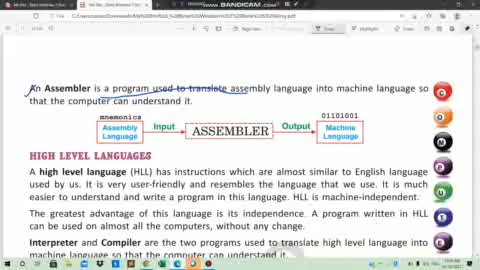 WWW.BANDICAM.COM
An Assembler is a program used to translate assembly language into machine language so
that the computer can understand it.
mnemonics
01101001
Assembly
Language
Input
ASSEMBLER
Output
Machine
Language
HIGH LEVEL LANGUAGES
A high level language (HLL) has instructions which are almost similar to English language
used by us. It is very user-friendly and resembles the language that we use. It is much
easier to understand and write a program in this language. HLL is machine-independent.
The greatest advantage of this language is its independence. A program written in HLL
can be used on almost all the computers, without any change.
Interpreter and Compiler are the two programs used to translate high level language into
machine language so that the computer can understand it.
C
O
M
P
U
T
E